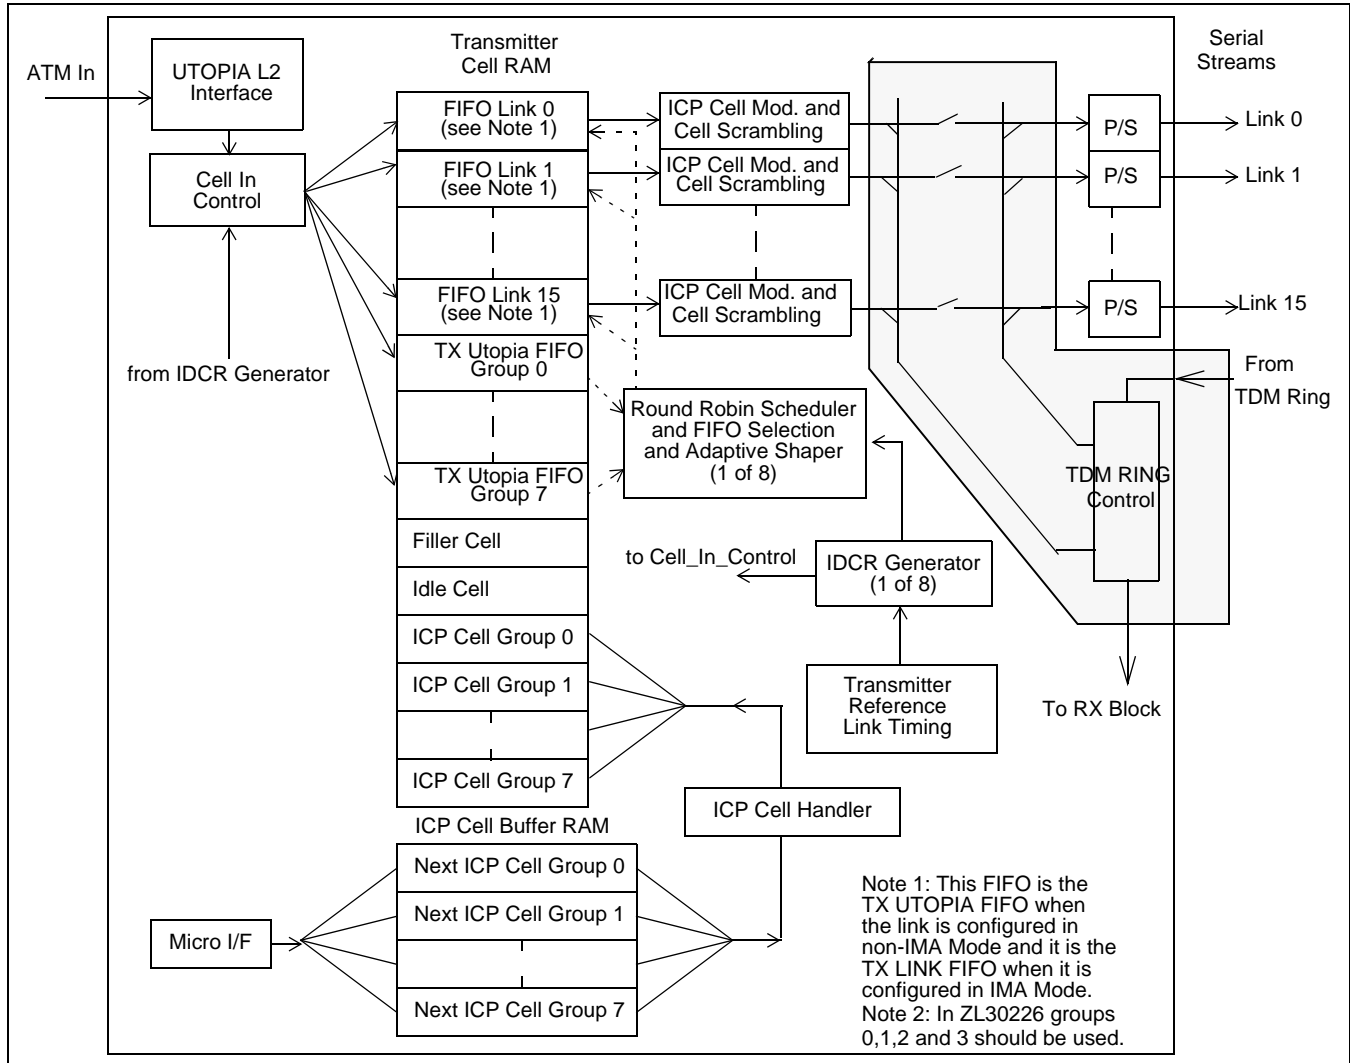 ATM In
UTOPIA L2
Interface
Cell In
Control
from IDCR Generator
Transmitter
Cell RAM
FIFO Link 0
(see Note 1)
FIFO Link 1
(see Note 1)
FIFO Link 15
(see Note 1)
TX Utopia FIFO
Group 0
TX Utopia FIFO
Group 7
Filler Cell
Idle Cell
ICP Cell Group 0
ICP Cell Group 1
ICP Cell Group 7
ICP Cell Mod. and
Cell Scrambling
ICP Cell Mod. and
Cell Scrambling
ICP Cell Mod. and
Cell Scrambling
Round Robin Scheduler
and FIFO Selection
and Adaptive Shaper
(1 of 8)
to Cell_In_Control
IDCR Generator
(1 of 8)
Transmitter
Reference
Link Timing
Serial
Streams
P/S
Link 0
P/S
Link 1
P/S
Link 15
From
TDM Ring
TDM RING
Control
To RX Block
ICP Cell Handler
ICP Cell Buffer RAM
Next ICP Cell Group 0
Next ICP Cell Group 1
Next ICP Cell Group 7
Micro I/F
Note 1: This FIFO is the
TX UTOPIA FIFO when
the link is configured in
non-IMA Mode and it is the
TX LINK FIFO when it is
configured in IMA Mode.
Note 2: In ZL30226 groups
0,1,2 and 3 should be used.